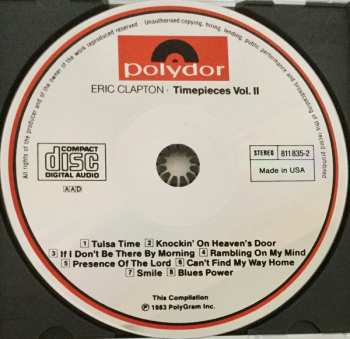 All rights of the producer and of the owner of the work reproduced reserved · Unauthorised copying, hiring, lending, public performance and broadcasting of this record prohibited
polydor
ERIC CLAPTON · Timepieces Vol. II
COMPACT
disc
DIGITAL AUDIO
AAD
STEREO 811 835-2
Made in USA
1 Tulsa Time 2 Knockin' On Heaven's Door
3 If I Don't Be There By Morning 4 Rambling On My Mind
5 Presence Of The Lord 6 Can't Find My Way Home
7 Smile 8 Blues Power
This Compilation
℗ 1983 PolyGram Inc.